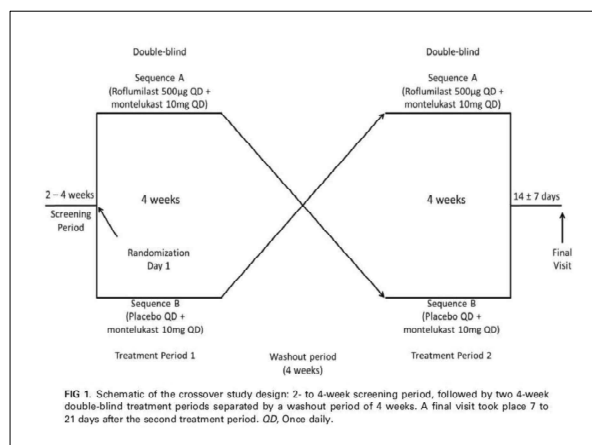 Double-blind
Double-blind
Sequence A
(Roflumilast 500µg QD +
montelukast 10mg QD)
Sequence A
(Roflumilast 500µg QD +
montelukast 10mg QD)
2 – 4 weeks
Screening
Period
4 weeks
4 weeks
14 ± 7 days
Randomization
Day 1
Final
Visit
Sequence B
(Placebo QD +
montelukast 10mg QD)
Sequence B
(Placebo QD +
montelukast 10mg QD)
Treatment Period 1
Washout period
(4 weeks)
Treatment Period 2
FIG 1. Schematic of the crossover study design: 2- to 4-week screening period, followed by two 4-week
double-blind treatment periods separated by a washout period of 4 weeks. A final visit took place 7 to
21 days after the second treatment period. QD, Once daily.